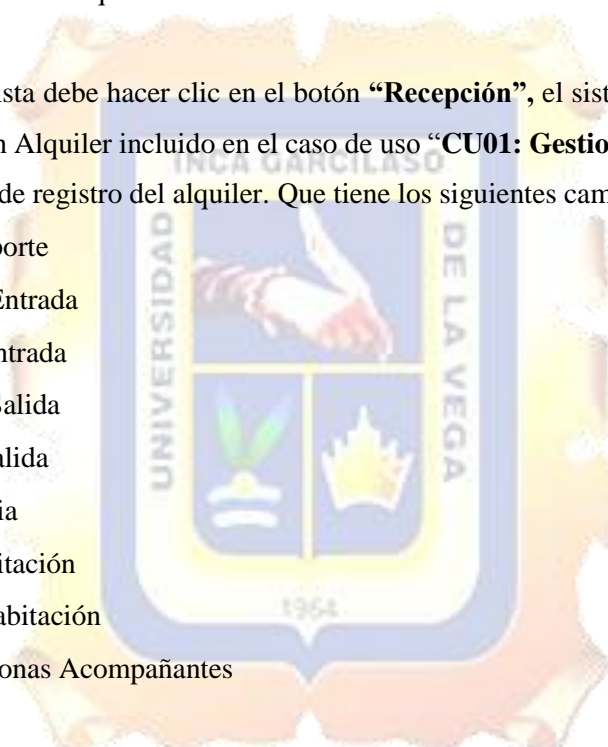 ista debe hacer clic en el botón “Recepción”, el sist
n Alquiler incluido en el caso de uso “CU01: Gestio
de registro del alquiler. Que tiene los siguientes cam
porte
Entrada
ntrada
Salida
alida
ia
itación
abitación
onas Acompañantes
INCA GARCILASO
UNIVERSIDAD
DE LA VEGA
1964